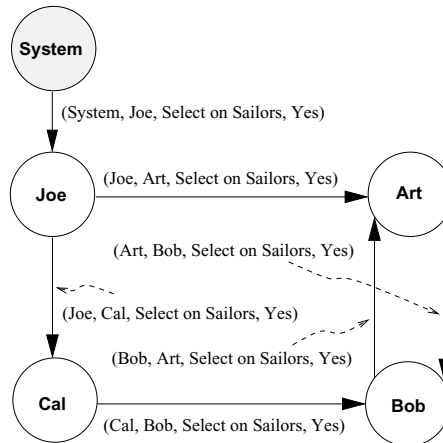 System
(System, Joe, Select on Sailors, Yes)
(Joe, Art, Select on Sailors, Yes)
Joe
Art
(Art, Bob, Select on Sailors, Yes)
(Joe, Cal, Select on Sailors, Yes)
(Bob, Art, Select on Sailors, Yes)
Cal
Bob
(Cal, Bob, Select on Sailors, Yes)